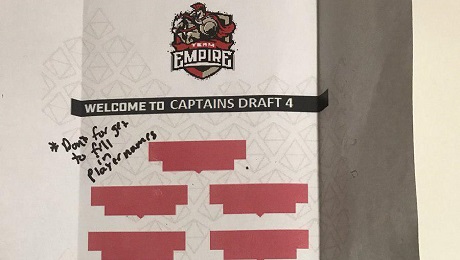 TEAM
EMPIRE
WELCOME TO CAPTAINS DRAFT 4
* Don't forget
to fill
in
player names